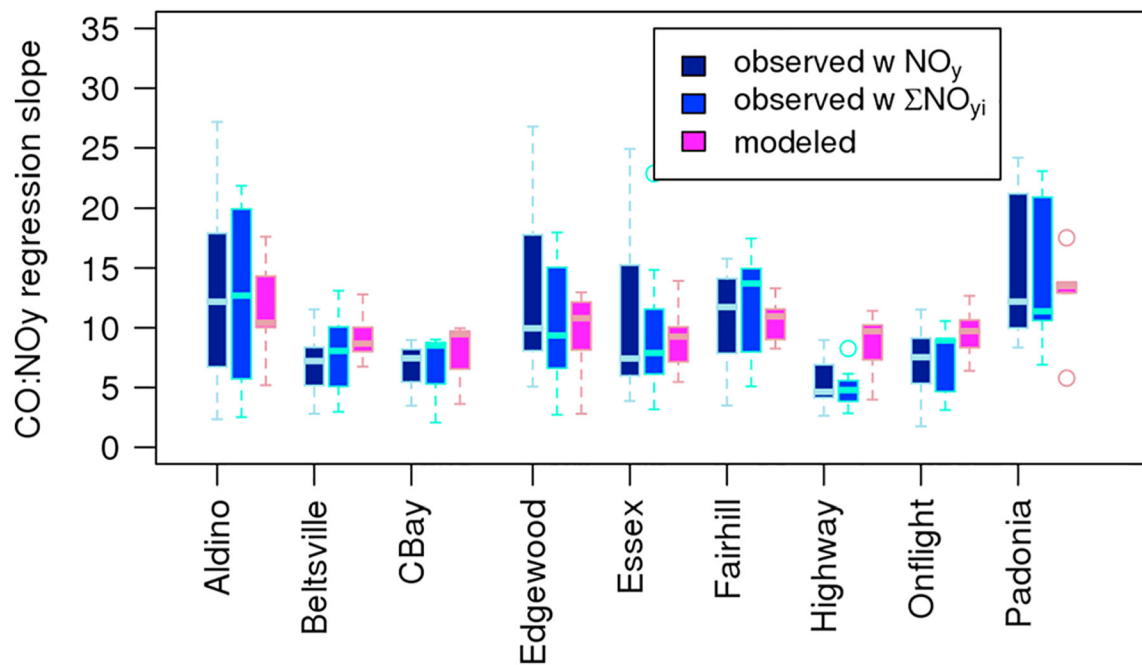 CO:NOy regression slope
35
30
25
20
15
10
5
0
observed w NOy
observed w ΣNOyi
modeled
Aldino
Beltsville
CBay
Edgewood
Essex
Fairhill
Highway
Onflight
Padonia